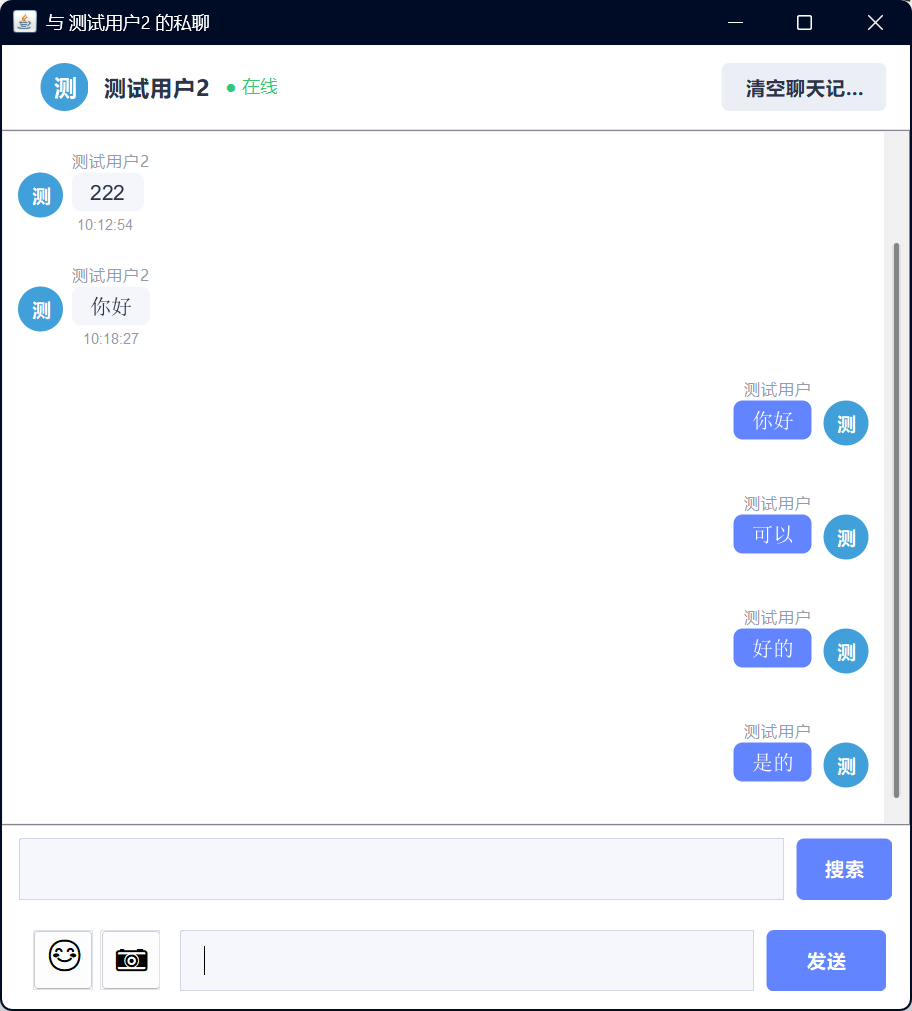 与 测试用户2 的私聊
测 测试用户2 在线 清空聊天记...
测试用户2
测 222
10:12:54
测试用户2
测 你好
10:18:27
测试用户
你好 测
测试用户
可以 测
测试用户
好的 测
测试用户
是的 测
搜索
发送